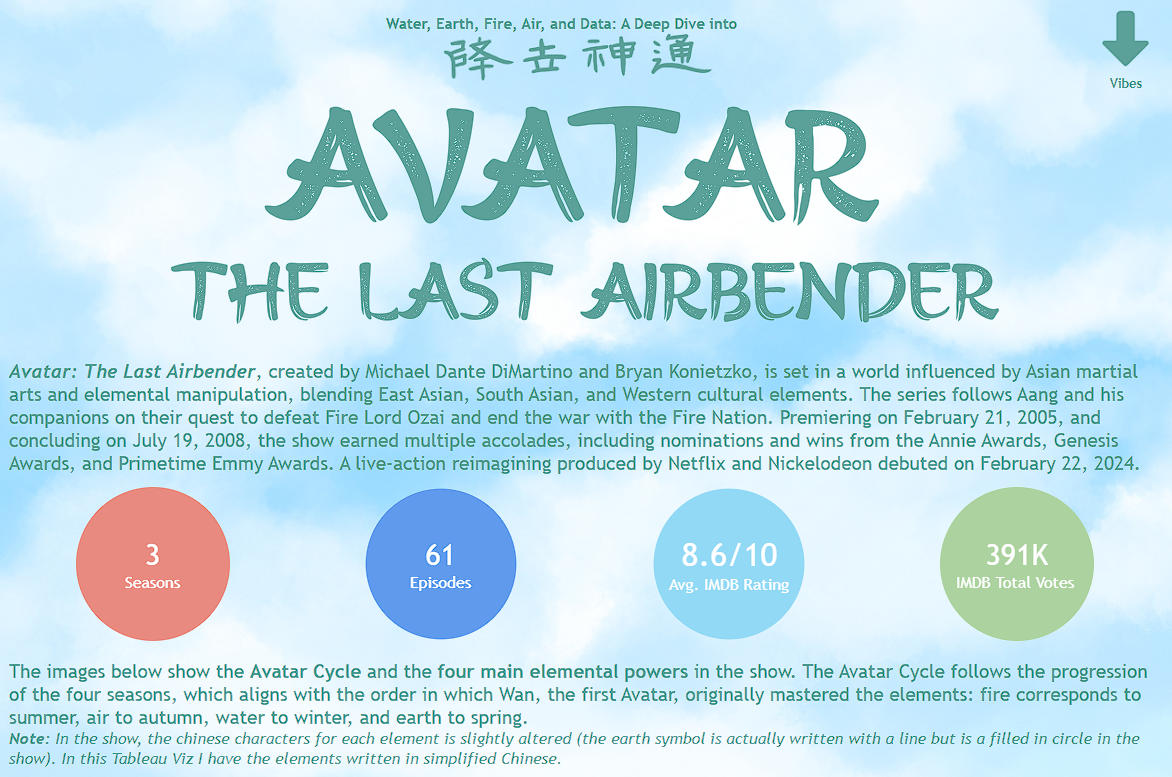 Water, Earth, Fire, Air, and Data: A Deep Dive into
降去神通
Vibes
AVATAR
THE LAST AIRBENDER
Avatar: The Last Airbender, created by Michael Dante DiMartino and Bryan Konietzko, is set in a world influenced by Asian martial
arts and elemental manipulation, blending East Asian, South Asian, and Western cultural elements. The series follows Aang and his
companions on their quest to defeat Fire Lord Ozai and end the war with the Fire Nation. Premiering on February 21, 2005, and
concluding on July 19, 2008, the show earned multiple accolades, including nominations and wins from the Annie Awards, Genesis
Awards, and Primetime Emmy Awards. A live-action reimagining produced by Netflix and Nickelodeon debuted on February 22, 2024.
3
Seasons
61
Episodes
8.6/10
Avg. IMDB Rating
391K
IMDB Total Votes
The images below show the Avatar Cycle and the four main elemental powers in the show. The Avatar Cycle follows the progression
of the four seasons, which aligns with the order in which Wan, the first Avatar, originally mastered the elements: fire corresponds to
summer, air to autumn, water to winter, and earth to spring.
Note: In the show, the chinese characters for each element is slightly altered (the earth symbol is actually written with a line but is a filled in circle in the
show). In this Tableau Viz I have the elements written in simplified Chinese.